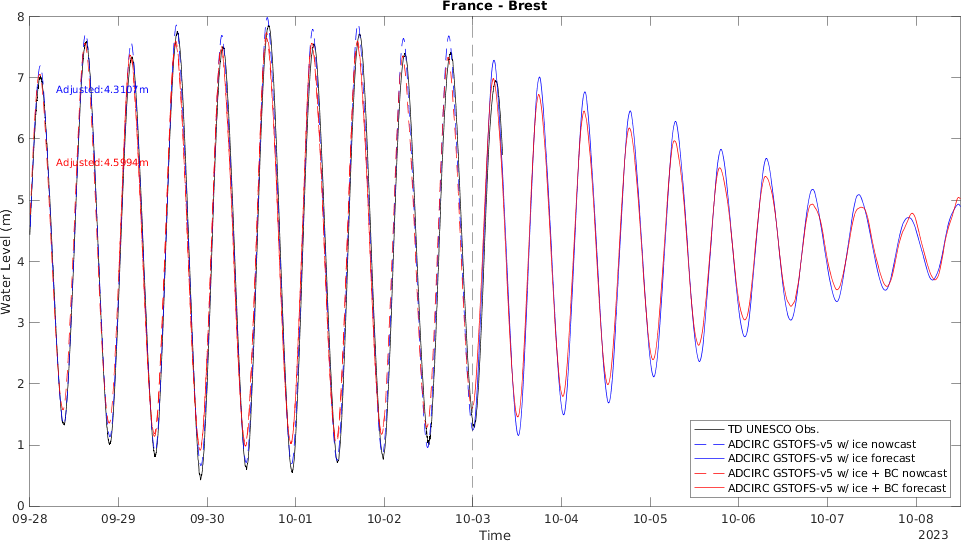 France - Brest
8
7
6
5
4
3
2
1
0
Water Level (m)
Adjusted:4.3107m
Adjusted:4.5994m
TD UNESCO Obs.
ADCIRC GSTOFS-v5 w/ ice nowcast
ADCIRC GSTOFS-v5 w/ ice forecast
ADCIRC GSTOFS-v5 w/ ice + BC nowcast
ADCIRC GSTOFS-v5 w/ ice + BC forecast
09-28 09-29 09-30 10-01 10-02 10-03 10-04 10-05 10-06 10-07 10-08
Time
2023